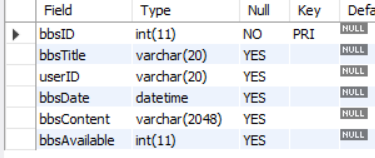 Field Type Null Key Defa
bbsID int(11) NO PRI NULL
bbsTitle varchar(20) YES NULL
userID varchar(20) YES NULL
bbsDate datetime YES NULL
bbsContent varchar(2048) YES NULL
bbsAvailable int(11) YES NULL